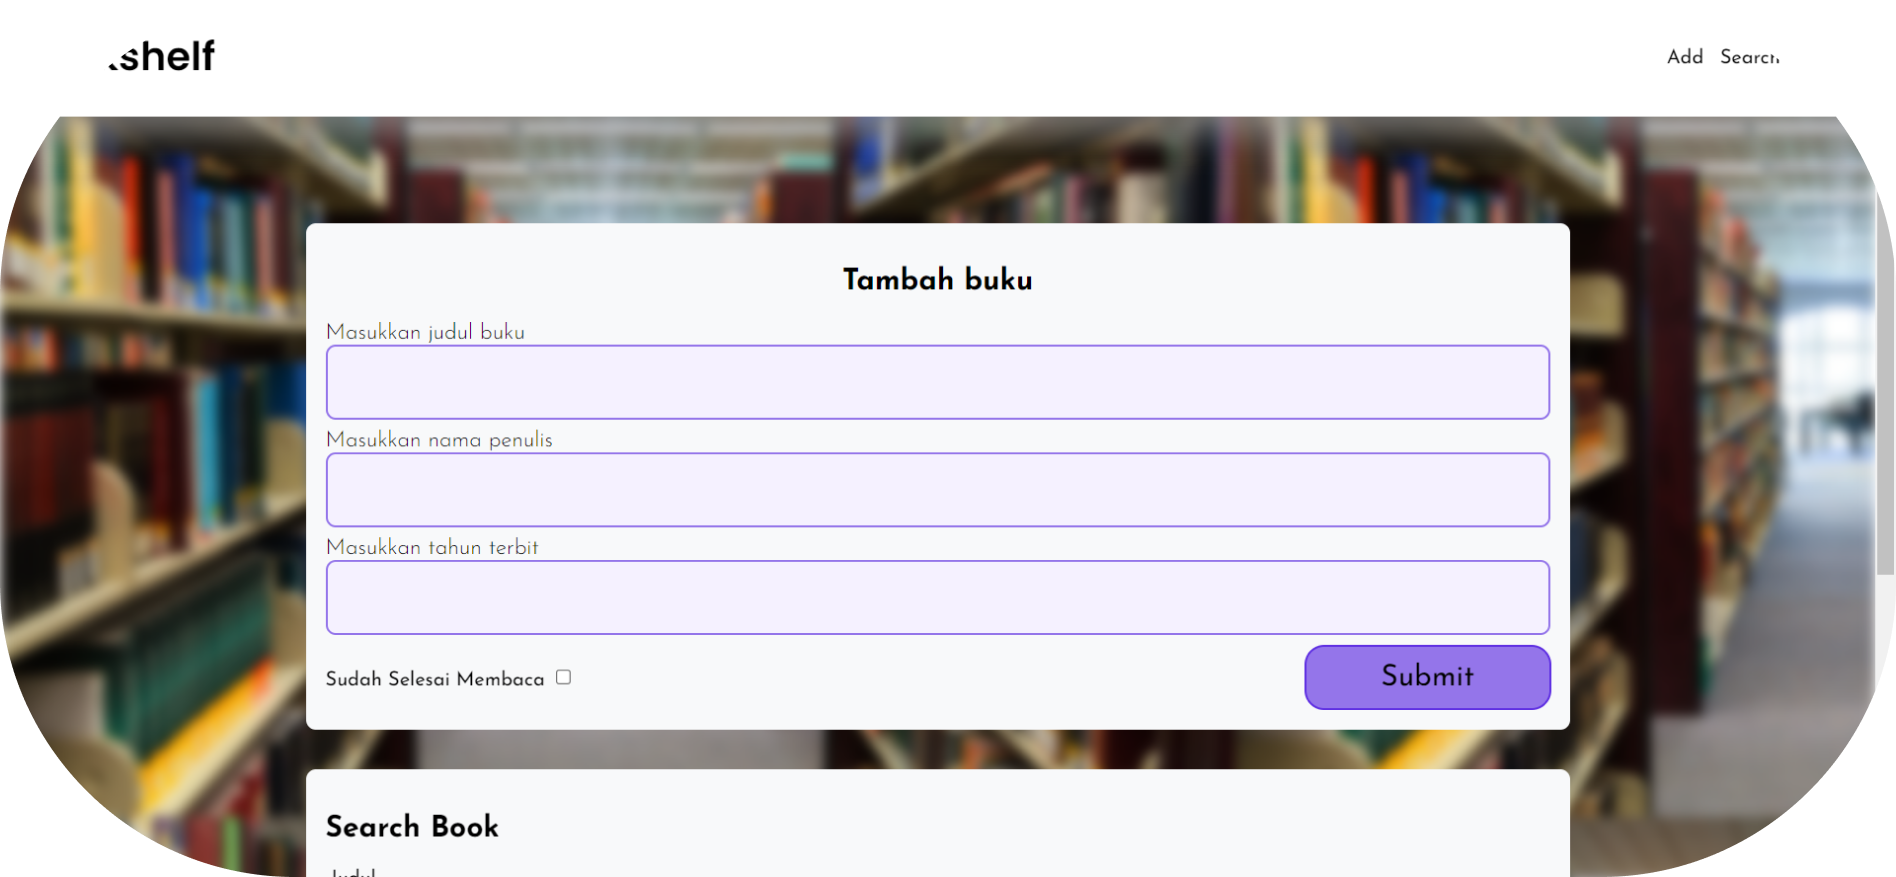 shelf
Add Search
Tambah buku
Masukkan judul buku
Masukkan nama penulis
Masukkan tahun terbit
Sudah Selesai Membaca
Submit
Search Book
Judul